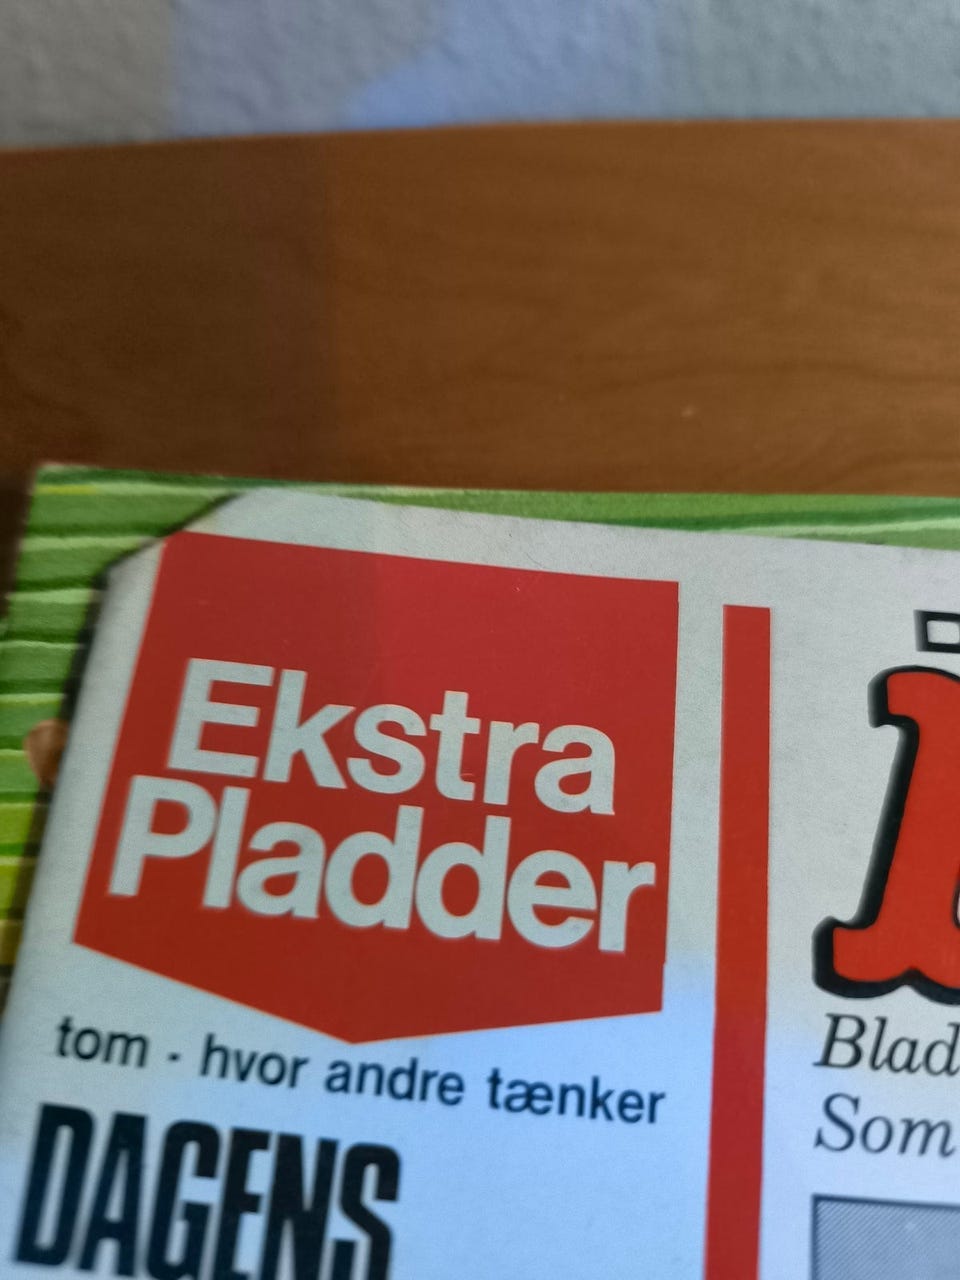 Ekstra
Pladder
tom · hvor andre tænker
DAGENS
Blad
Som